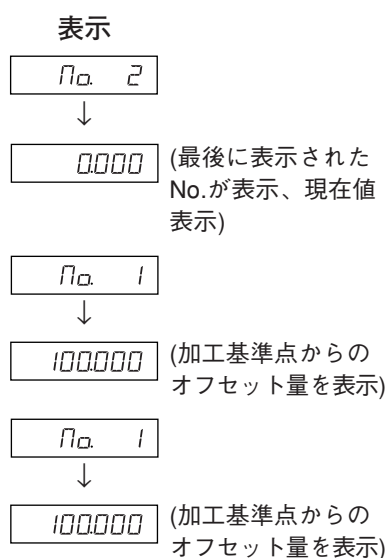 表示
No. 2
↓
0.000
(最後に表示された
No.が表示、現在値
表示)
No. 1
↓
100.000
(加工基準点からの
オフセット量を表示)
No. 1
↓
100.000
(加工基準点からの
オフセット量を表示)